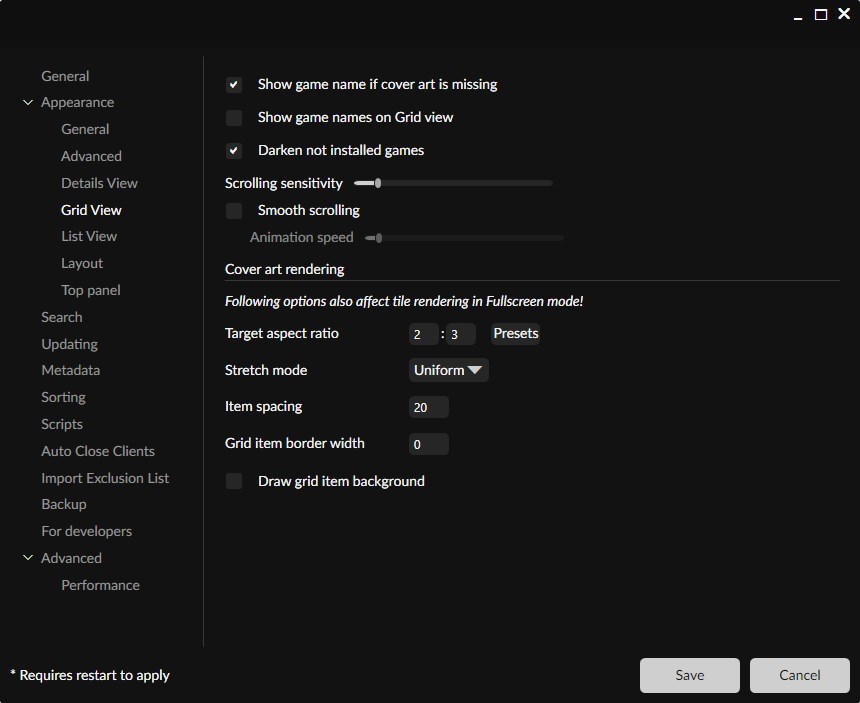 General
Appearance
General
Advanced
Details View
Grid View
List View
Layout
Top panel
Search
Updating
Metadata
Sorting
Scripts
Auto Close Clients
Import Exclusion List
Backup
For developers
Advanced
Performance
Show game name if cover art is missing
Show game names on Grid view
Darken not installed games
Scrolling sensitivity
Smooth scrolling
Animation speed
Cover art rendering
Following options also affect tile rendering in Fullscreen mode!
Target aspect ratio 2 : 3 Presets
Stretch mode Uniform
Item spacing 20
Grid item border width 0
Draw grid item background
* Requires restart to apply
Save Cancel